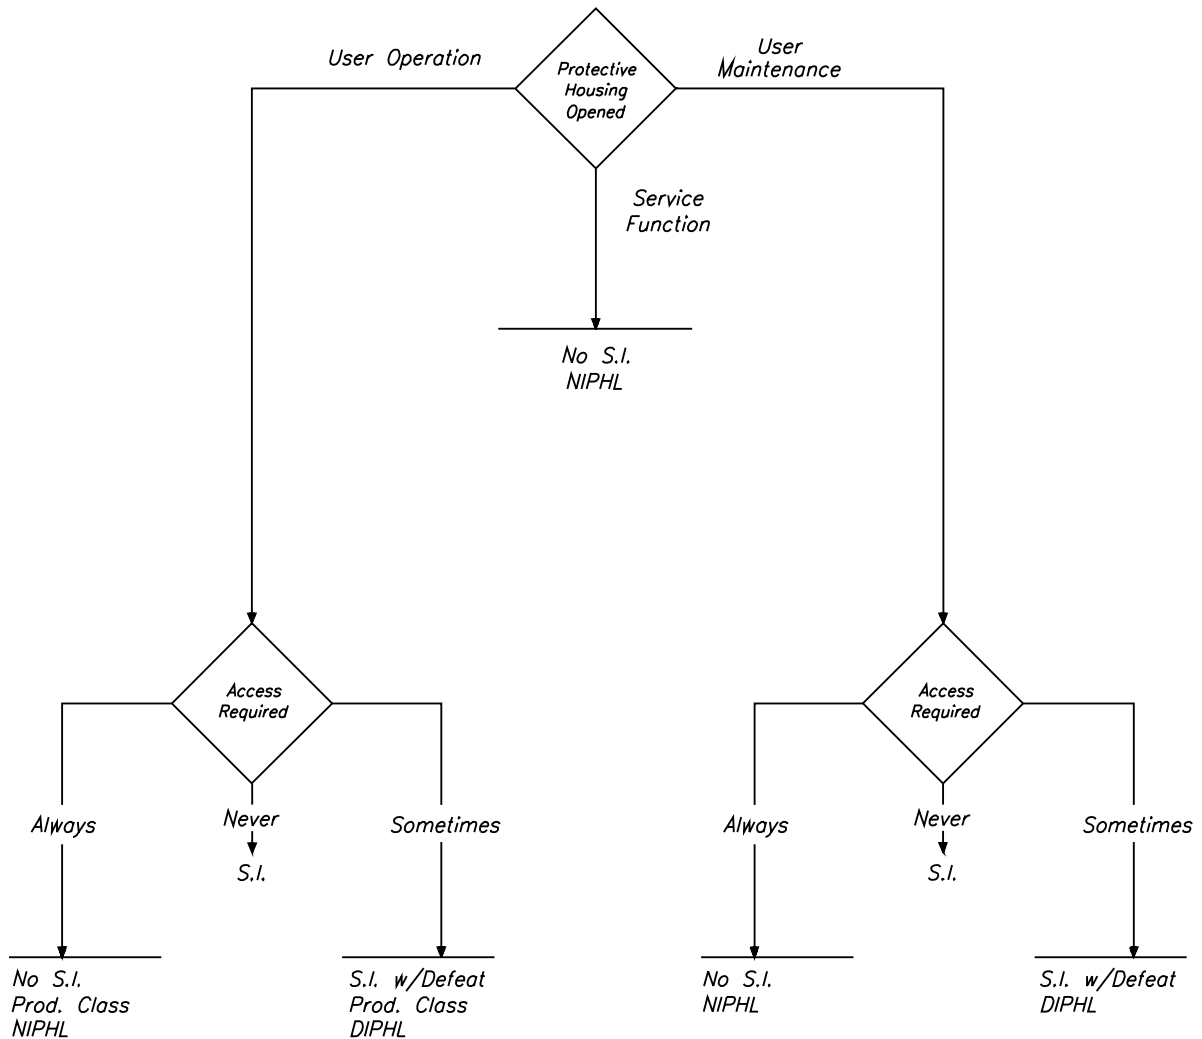 User Operation
Protective
Housing
Opened
User
Maintenance
Service
Function
No S.I.
NIPHL
Access
Required
Always
Never
S.I.
Sometimes
No S.I.
Prod. Class
NIPHL
S.I. w/Defeat
Prod. Class
DIPHL
Access
Required
Always
Never
S.I.
Sometimes
No S.I.
NIPHL
S.I. w/Defeat
DIPHL